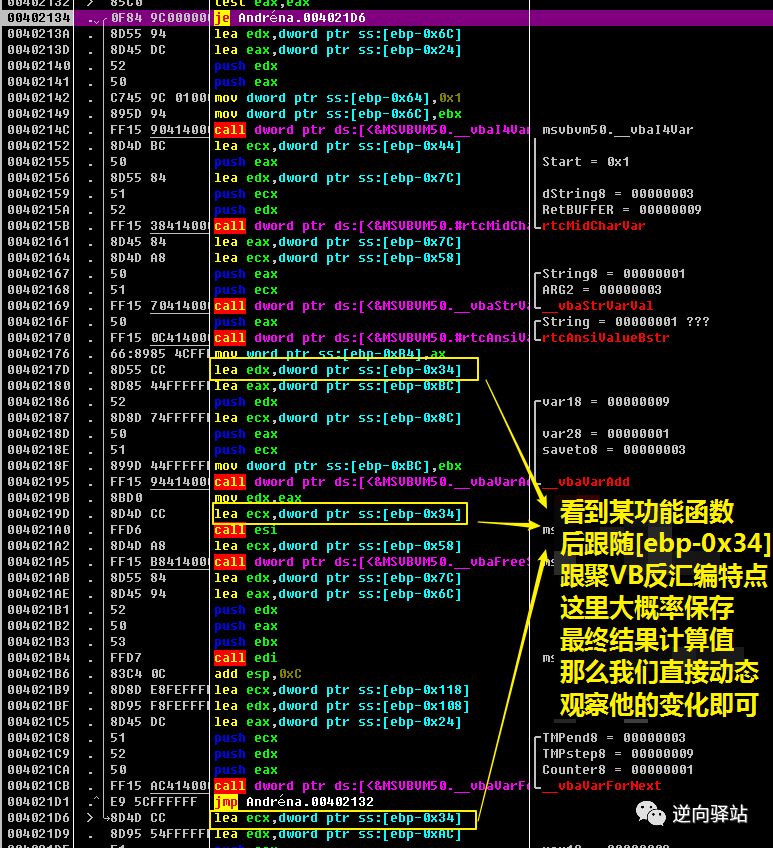 00402132 > 85C0 test eax,eax
00402134 . 0F84 9C000000 je Andréna.004021D6
0040213A . 8D55 94 lea edx,dword ptr ss:[ebp-0x6C]
0040213D . 8D45 DC lea eax,dword ptr ss:[ebp-0x24]
00402140 . 52 push edx
00402141 . 50 push eax
00402142 . C745 9C 0100 mov dword ptr ss:[ebp-0x64],0x1
00402149 . 895D 94 mov dword ptr ss:[ebp-0x6C],ebx
0040214C . FF15 90414000 call dword ptr ds:[<&MSVBVM50.__vbaI4Var msvbvm50.__vbaI4Var
00402152 . 8D4D BC lea ecx,dword ptr ss:[ebp-0x44]
00402155 . 50 push eax Start = 0x1
00402156 . 8D55 84 lea edx,dword ptr ss:[ebp-0x7C]
00402159 . 51 push ecx dString8 = 00000003
0040215A . 52 push edx RetBUFFER = 00000009
0040215B . FF15 38414000 call dword ptr ds:[<&MSVBVM50.#rtcMidCha rtcMidCharVar
00402161 . 8D45 84 lea eax,dword ptr ss:[ebp-0x7C]
00402164 . 8D4D A8 lea ecx,dword ptr ss:[ebp-0x58]
00402167 . 50 push eax String8 = 00000001
00402168 . 51 push ecx ARG2 = 00000003
00402169 . FF15 70414000 call dword ptr ds:[<&MSVBVM50.__vbaStrVa __vbaStrVarVal
0040216F . 50 push eax String = 00000001 ???
00402170 . FF15 0C414000 call dword ptr ds:[<&MSVBVM50.#rtcAnsiVa rtcAnsiValueBstr
00402176 . 66:8985 4CFF mov word ptr ss:[ebp-0xB4],ax
0040217D . 8D55 CC lea edx,dword ptr ss:[ebp-0x34]
00402180 . 8D85 44FFFFFF lea eax,dword ptr ss:[ebp-0xBC]
00402186 . 52 push edx var18 = 00000009
00402187 . 8D8D 74FFFFFF lea ecx,dword ptr ss:[ebp-0x8C]
0040218D . 50 push eax var28 = 00000001
0040218E . 51 push ecx saveto8 = 00000003
0040218F . 899D 44FFFFFF mov dword ptr ss:[ebp-0xBC],ebx
00402195 . FF15 94414000 call dword ptr ds:[<&MSVBVM50.__vbaVarA __vbaVarAdd
0040219B . 8BD0 mov edx,eax
0040219D . 8D4D CC lea ecx,dword ptr ss:[ebp-0x34]
004021A0 . FFD6 call esi ms
004021A2 . 8D4D A8 lea ecx,dword ptr ss:[ebp-0x58]
004021A5 . FF15 B8414000 call dword ptr ds:[<&MSVBVM50.__vbaFreeS
004021AB . 8D55 84 lea edx,dword ptr ss:[ebp-0x7C]
004021AE . 8D45 94 lea eax,dword ptr ss:[ebp-0x6C]
004021B1 . 52 push edx
004021B2 . 50 push eax
004021B3 . 53 push ebx
004021B4 . FFD7 call edi ms
004021B6 . 83C4 0C add esp,0xC
004021B9 . 8D8D E8FEFFFF lea ecx,dword ptr ss:[ebp-0x118]
004021BF . 8D95 F8FEFFFF lea edx,dword ptr ss:[ebp-0x108]
004021C5 . 8D45 DC lea eax,dword ptr ss:[ebp-0x24]
004021C8 . 51 push ecx TMPend8 = 00000003
004021C9 . 52 push edx TMPstep8 = 00000009
004021CA . 50 push eax Counter8 = 00000001
004021CB . FF15 AC414000 call dword ptr ds:[<&MSVBVM50.__vbaVarFo __vbaVarForNext
004021D1 .^ E9 5CFFFFFF jmp Andréna.00402132
004021D6 > 8D4D CC lea ecx,dword ptr ss:[ebp-0x34]
004021D9 . 8D95 54FFFFFF lea edx,dword ptr ss:[ebp-0xAC]
看到某功能函数
后跟随[ebp-0x34]
跟聚VB反汇编特点
这里大概率保存
最终结果计算值
那么我们直接动态
观察他的变化即可
逆向驿站